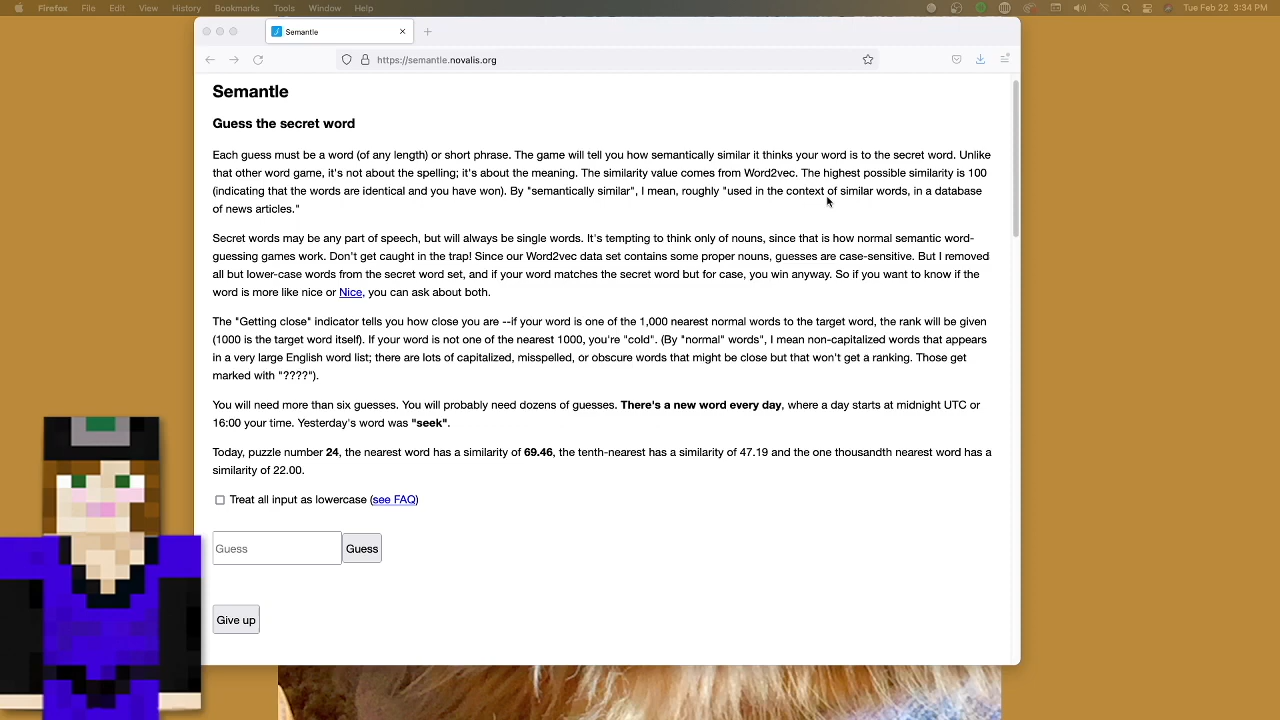 Firefox File Edit View History Bookmarks Tools Window Help Tue Feb 22 3:34 PM
Semantle
https://semantle.novalis.org
Semantle
Guess the secret word
Each guess must be a word (of any length) or short phrase. The game will tell you how semantically similar it thinks your word is to the secret word. Unlike
that other word game, it's not about the spelling; it's about the meaning. The similarity value comes from Word2vec. The highest possible similarity is 100
(indicating that the words are identical and you have won). By "semantically similar", I mean, roughly "used in the context of similar words, in a database
of news articles."
Secret words may be any part of speech, but will always be single words. It's tempting to think only of nouns, since that is how normal semantic word-
guessing games work. Don't get caught in the trap! Since our Word2vec data set contains some proper nouns, guesses are case-sensitive. But I removed
all but lower-case words from the secret word set, and if your word matches the secret word but for case, you win anyway. So if you want to know if the
word is more like nice or Nice, you can ask about both.
The "Getting close" indicator tells you how close you are --if your word is one of the 1,000 nearest normal words to the target word, the rank will be given
(1000 is the target word itself). If your word is not one of the nearest 1000, you're "cold". (By "normal" words", I mean non-capitalized words that appears
in a very large English word list; there are lots of capitalized, misspelled, or obscure words that might be close but that won't get a ranking. Those get
marked with "????").
You will need more than six guesses. You will probably need dozens of guesses. There's a new word every day, where a day starts at midnight UTC or
16:00 your time. Yesterday's word was "seek".
Today, puzzle number 24, the nearest word has a similarity of 69.46, the tenth-nearest has a similarity of 47.19 and the one thousandth nearest word has a
similarity of 22.00.
Treat all input as lowercase (see FAQ)
Guess Guess
Give up